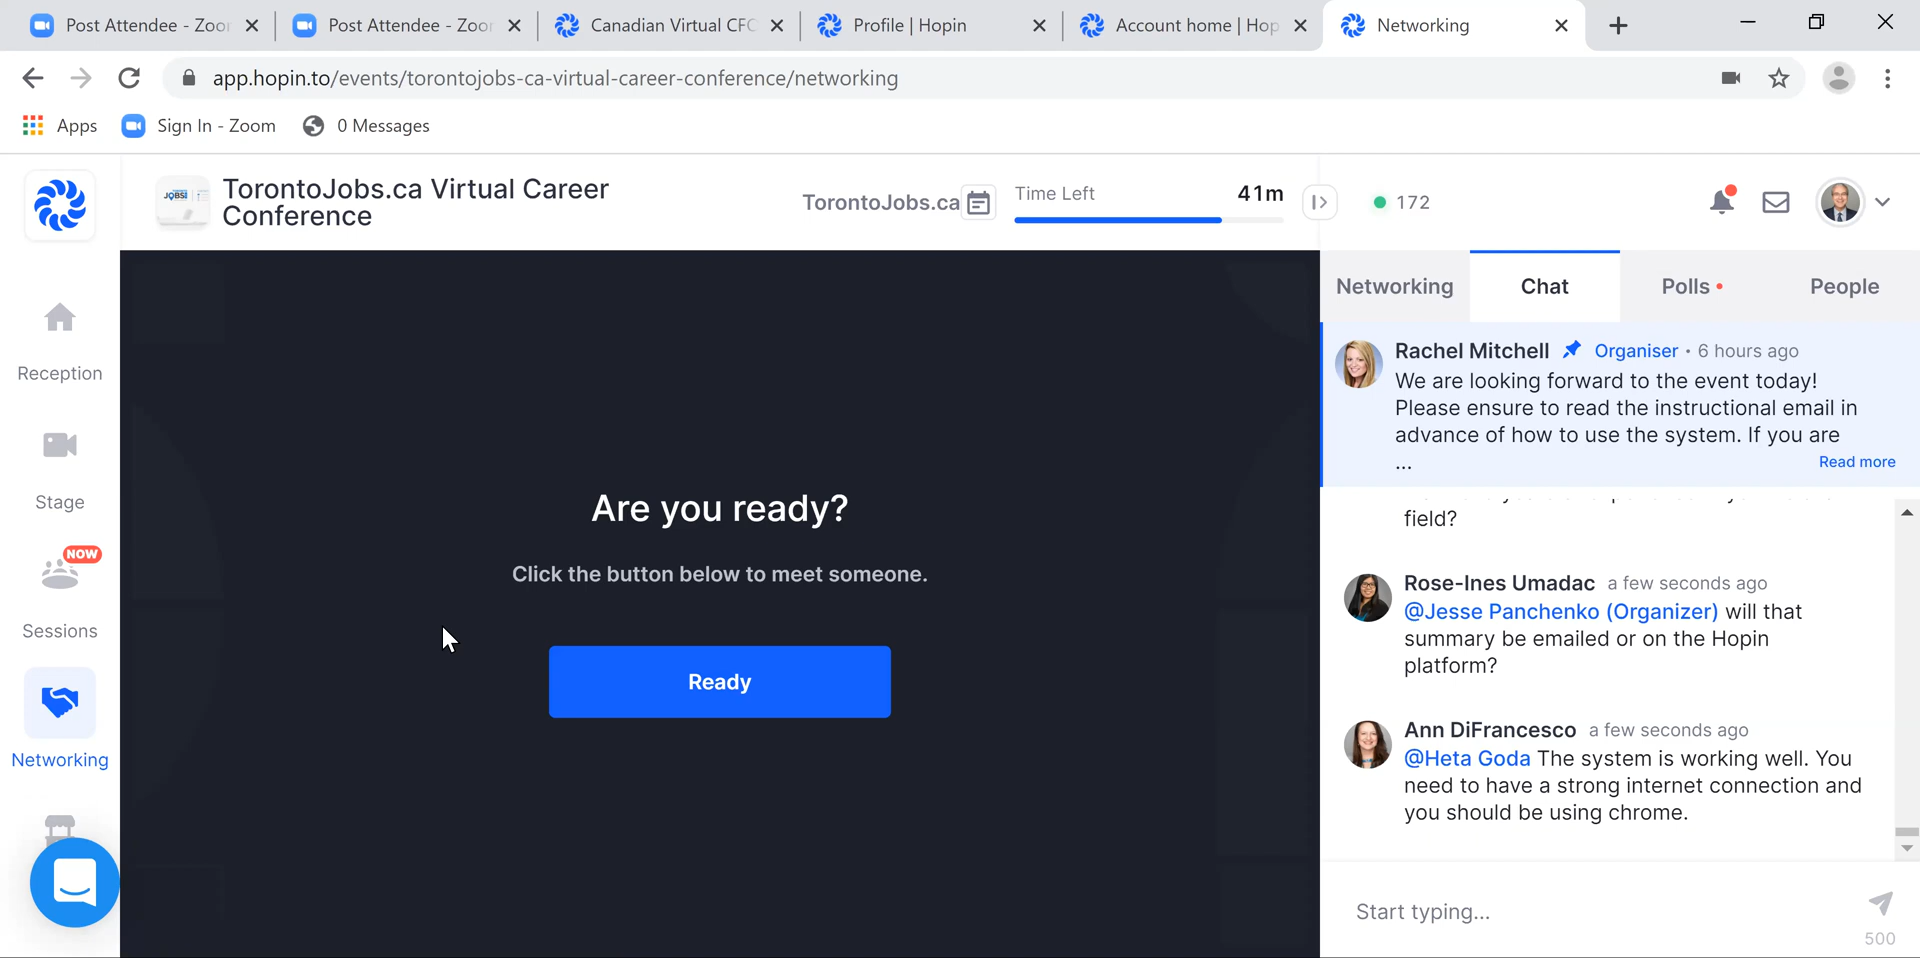 Post Attendee - Zoo
Post Attendee - Zoo
Canadian Virtual CFO
Profile | Hopin
Account home | Hop
Networking
app.hopin.to/events/torontojobs-ca-virtual-career-conference/networking
Apps
Sign In - Zoom
0 Messages
JOBS!
TorontoJobs.ca Virtual Career
Conference
TorontoJobs.ca
Time Left
41m
172
Reception
Stage
NOW
Sessions
Networking
Are you ready?
Click the button below to meet someone.
Ready
Networking
Chat
Polls
People
Rachel Mitchell Organiser • 6 hours ago
We are looking forward to the event today!
Please ensure to read the instructional email in
advance of how to use the system. If you are
...
Read more
field?
Rose-Ines Umadac a few seconds ago
@Jesse Panchenko (Organizer) will that
summary be emailed or on the Hopin
platform?
Ann DiFrancesco a few seconds ago
@Heta Goda The system is working well. You
need to have a strong internet connection and
you should be using chrome.
Start typing...
500